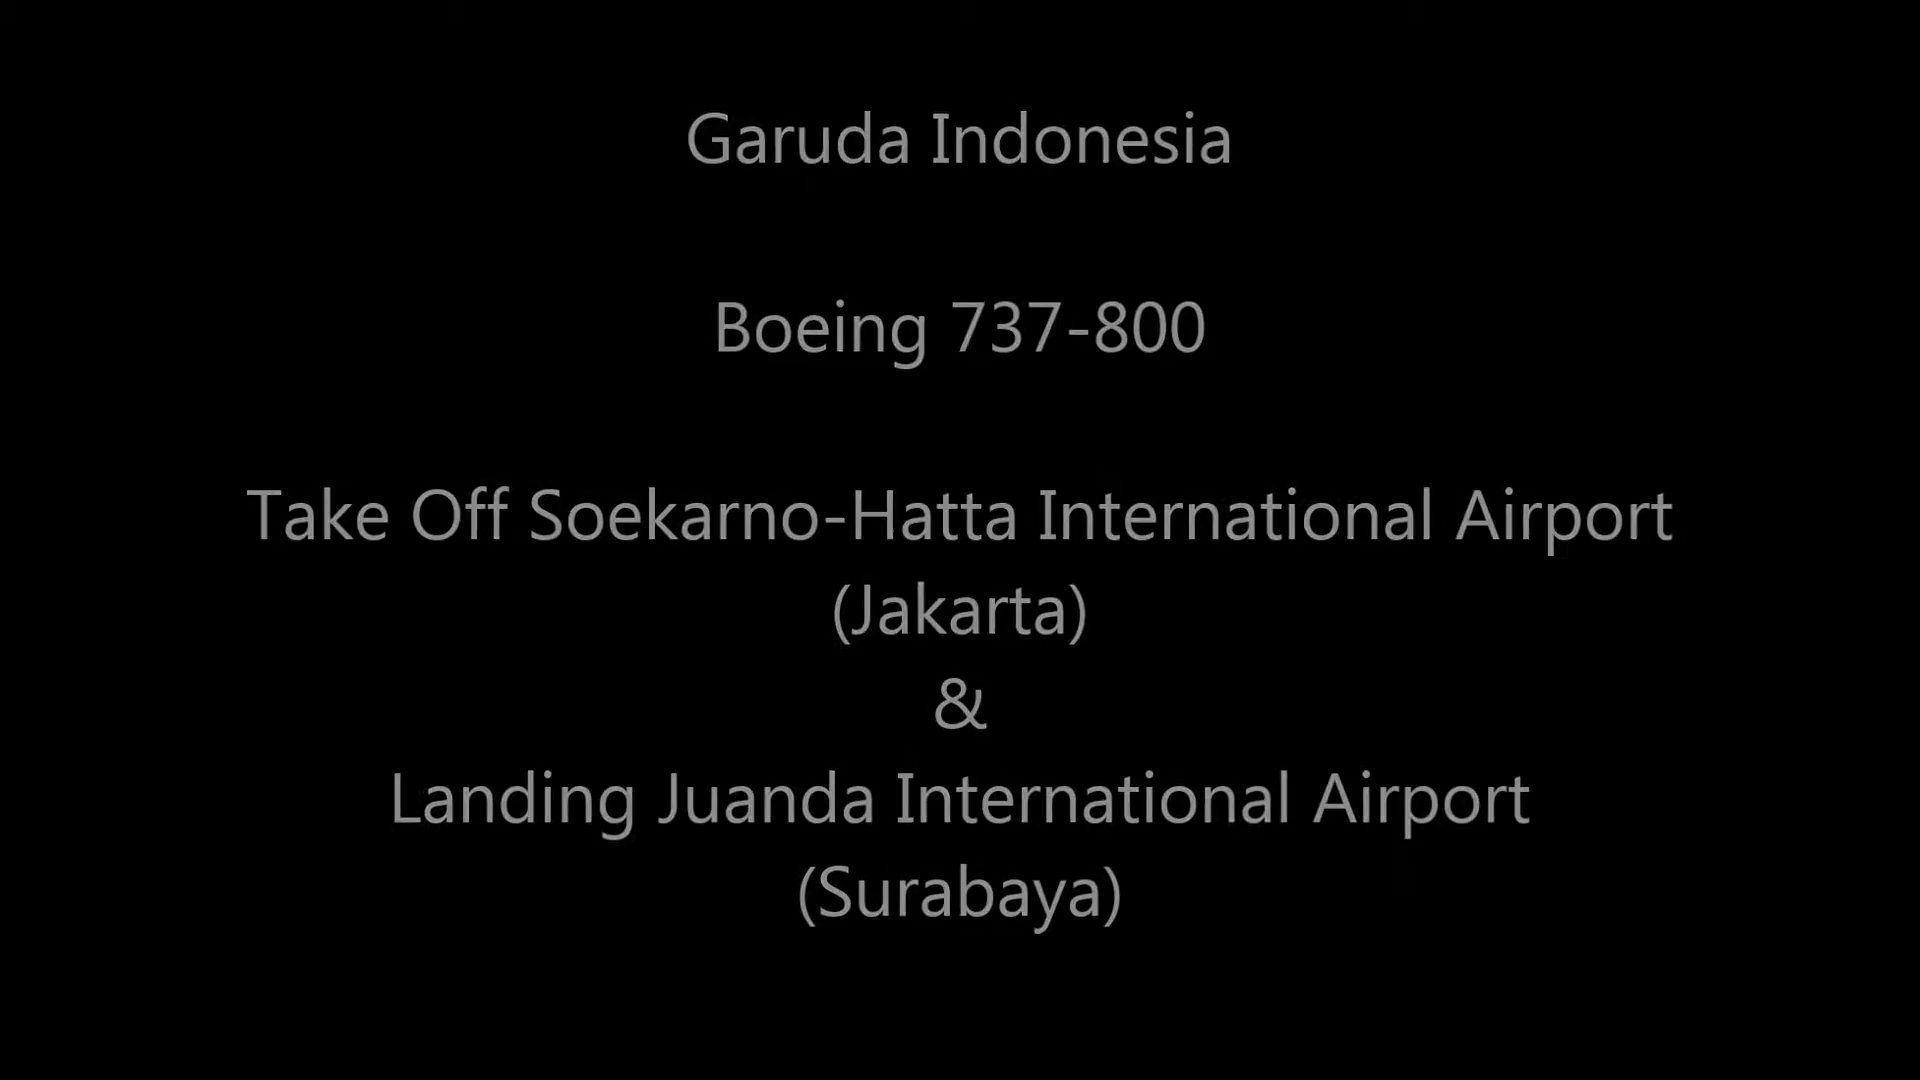 Garuda Indonesia
Boeing 737-800
Take Off Soekarno-Hatta International Airport
(Jakarta)
&
Landing Juanda International Airport
(Surabaya)